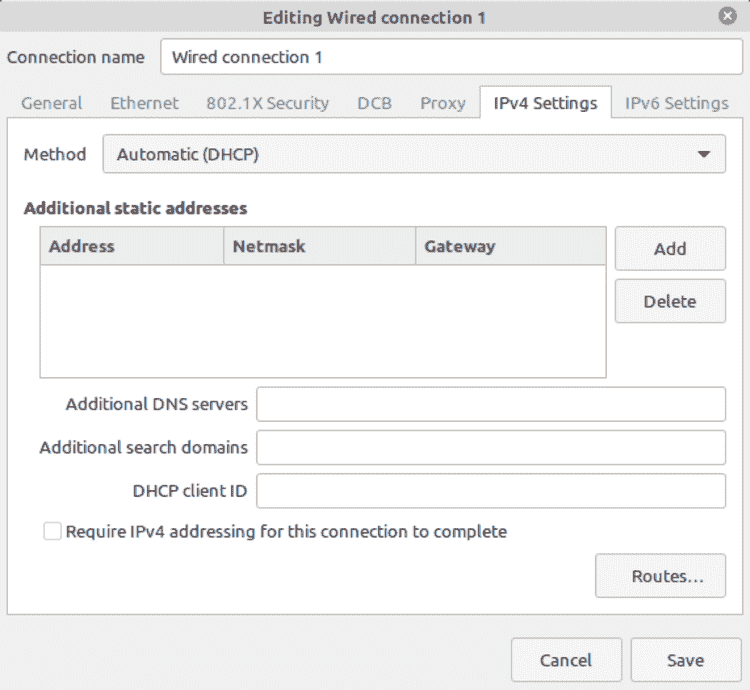 Editing Wired connection 1
Connection name Wired connection 1
General Ethernet 802.1X Security DCB Proxy IPv4 Settings IPv6 Settings
Method Automatic (DHCP)
Additional static addresses
Address Netmask Gateway Add
Delete
Additional DNS servers
Additional search domains
DHCP client ID
Require IPv4 addressing for this connection to complete
Routes...
Cancel Save